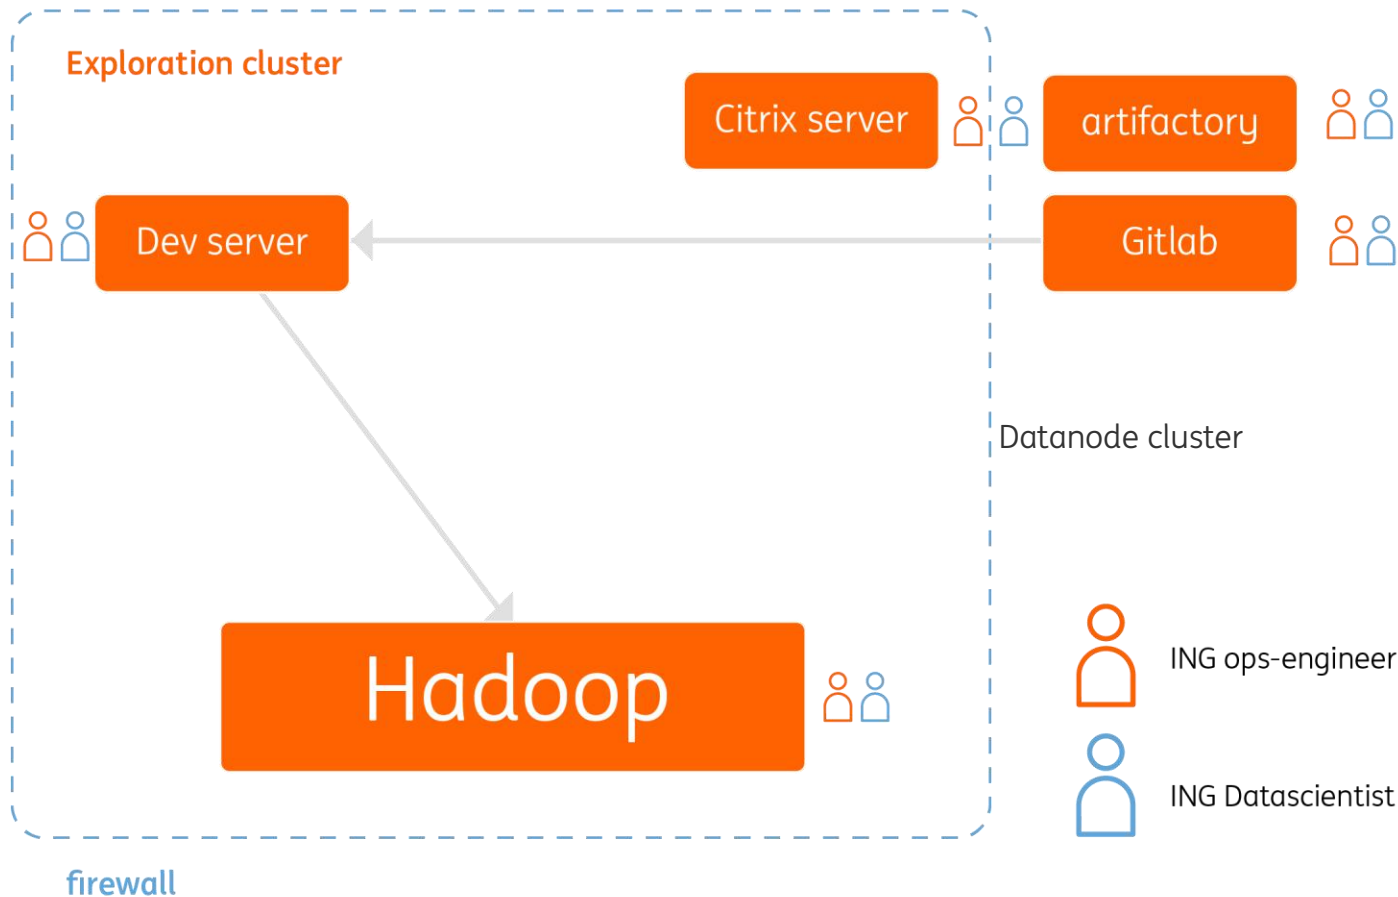 Exploration cluster
Citrix server
artifactory
Dev server
Gitlab
Datanode cluster
Hadoop
ING ops-engineer
ING Datascientist
firewall